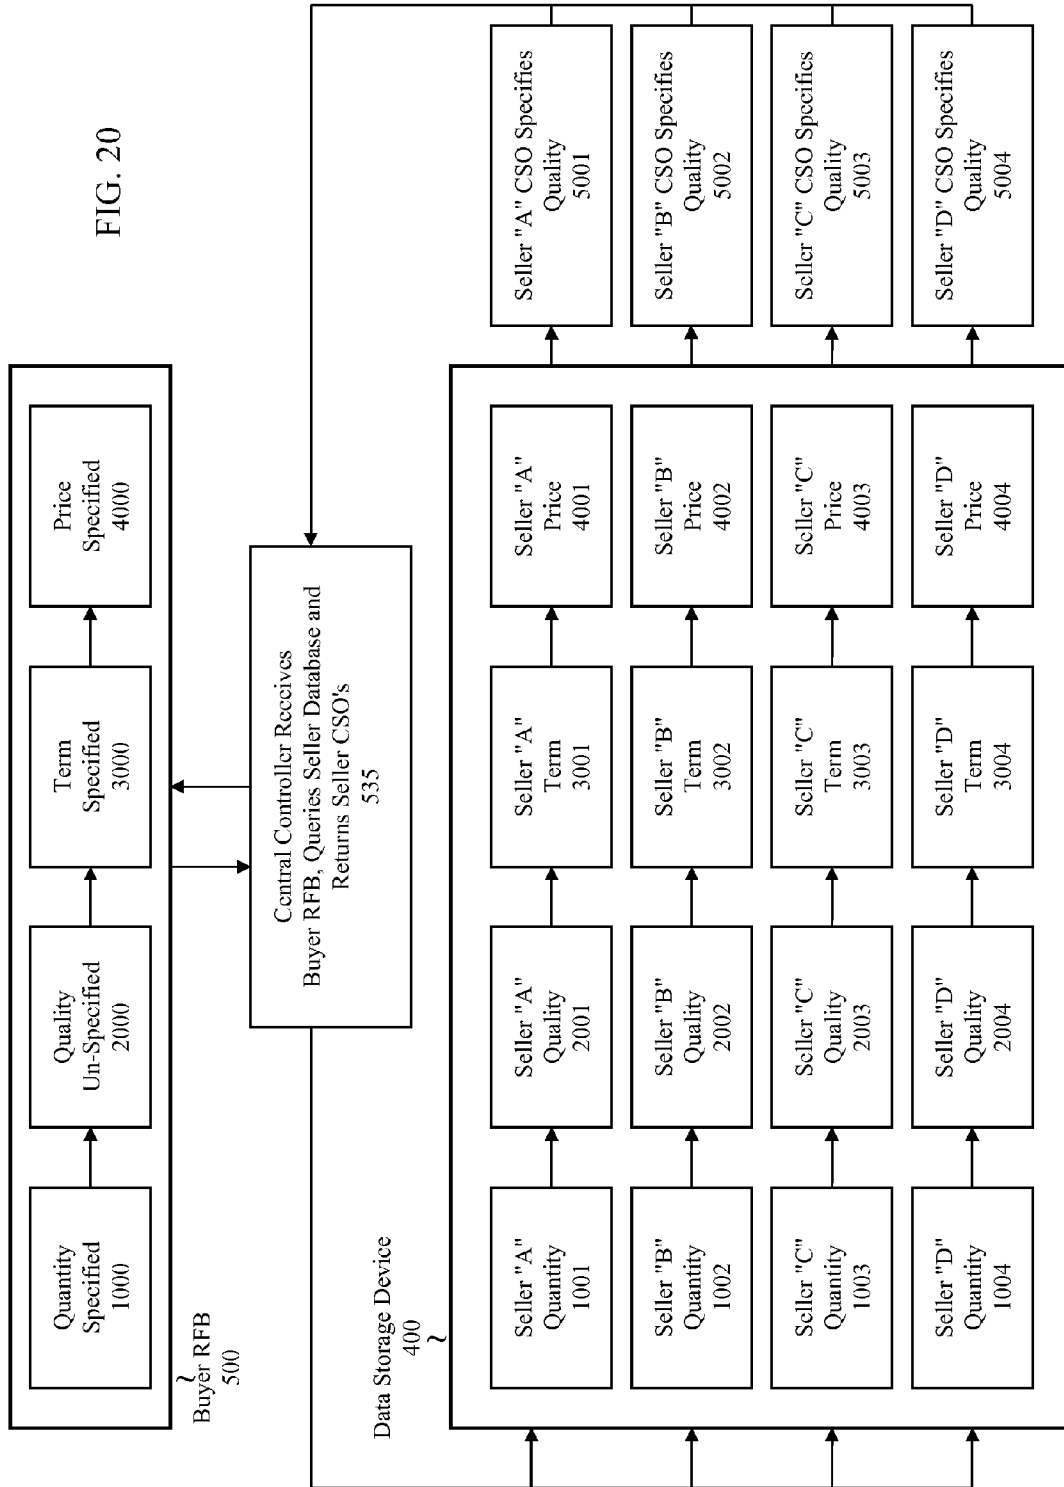 FIG. 20
Quantity
Specified
1000
Quality
Un-Specified
2000
Term
Specified
3000
Price
Specified
4000
Buyer RFB
500
Central Controller Receives
Buyer RFB, Queries Seller Database and
Returns Seller CSO's
535
Data Storage Device
400
Seller "A"
Quantity
1001
Seller "A"
Quality
2001
Seller "A"
Term
3001
Seller "A"
Price
4001
Seller "A" CSO Specifies
Quality
5001
Seller "B"
Quantity
1002
Seller "B"
Quality
2002
Seller "B"
Term
3002
Seller "B"
Price
4002
Seller "B" CSO Specifies
Quality
5002
Seller "C"
Quantity
1003
Seller "C"
Quality
2003
Seller "C"
Term
3003
Seller "C"
Price
4003
Seller "C" CSO Specifies
Quality
5003
Seller "D"
Quantity
1004
Seller "D"
Quality
2004
Seller "D"
Term
3004
Seller "D"
Price
4004
Seller "D" CSO Specifies
Quality
5004